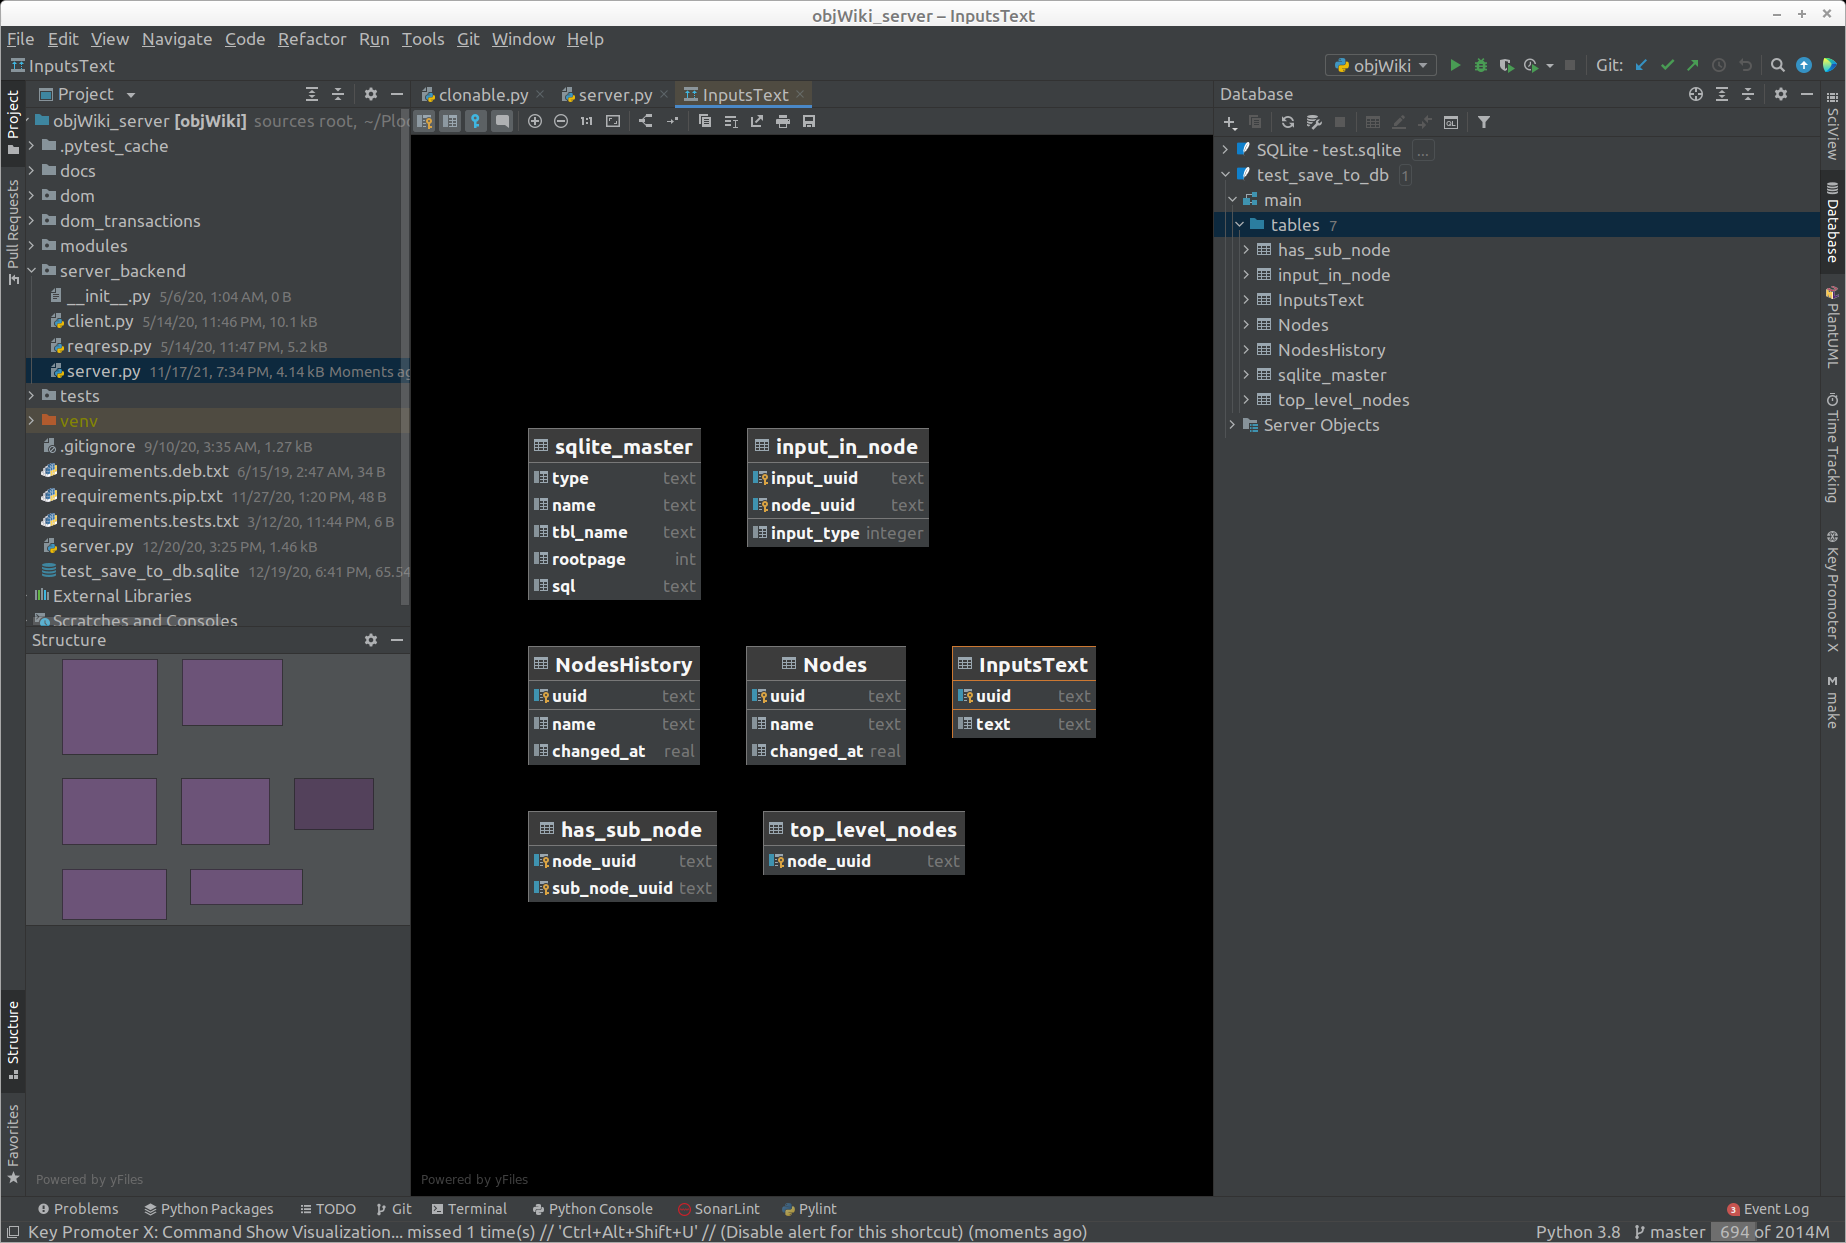 objWiki_server – InputsText
File Edit View Navigate Code Refactor Run Tools Git Window Help
InputsText
objWiki
Git:
Project
clonable.py
server.py
InputsText
Database
objWiki_server [objWiki] sources root, ~/Plo
.pytest_cache
docs
dom
dom_transactions
modules
server_backend
__init__.py 5/6/20, 1:04 AM, 0 B
client.py 5/14/20, 11:46 PM, 10.1 kB
reqresp.py 5/14/20, 11:47 PM, 5.2 kB
server.py 11/17/21, 7:34 PM, 4.14 kB Moments ag
tests
venv
.gitignore 9/10/20, 3:35 AM, 1.27 kB
requirements.deb.txt 6/15/19, 2:47 AM, 34 B
requirements.pip.txt 11/27/20, 1:20 PM, 48 B
requirements.tests.txt 3/12/20, 11:44 PM, 6 B
server.py 12/20/20, 3:25 PM, 1.46 kB
test_save_to_db.sqlite 12/19/20, 6:41 PM, 65.54
External Libraries
Scratches and Consoles
Structure
Powered by yFiles
1:1
sqlite_master
type text
name text
tbl_name text
rootpage int
sql text
input_in_node
input_uuid text
node_uuid text
input_type integer
NodesHistory
uuid text
name text
changed_at real
Nodes
uuid text
name text
changed_at real
InputsText
uuid text
text text
has_sub_node
node_uuid text
sub_node_uuid text
top_level_nodes
node_uuid text
Powered by yFiles
QL
SQLite - test.sqlite ...
test_save_to_db 1
main
tables 7
has_sub_node
input_in_node
InputsText
Nodes
NodesHistory
sqlite_master
top_level_nodes
Server Objects
Project
Pull Requests
Structure
Favorites
SciView
Database
PlantUML
Time Tracking
Key Promoter X
M make
Problems Python Packages TODO Git Terminal Python Console SonarLint Pylint 3 Event Log
Key Promoter X: Command Show Visualization... missed 1 time(s) // 'Ctrl+Alt+Shift+U' // (Disable alert for this shortcut) (moments ago) Python 3.8 master 694 of 2014M